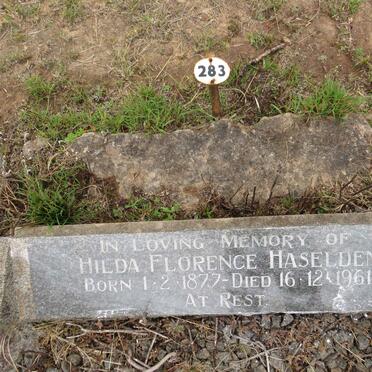 283
IN LOVING MEMORY OF
HILDA FLORENCE HASELDEN
BORN 1·2·1877-DIED 16·12·1961
AT REST